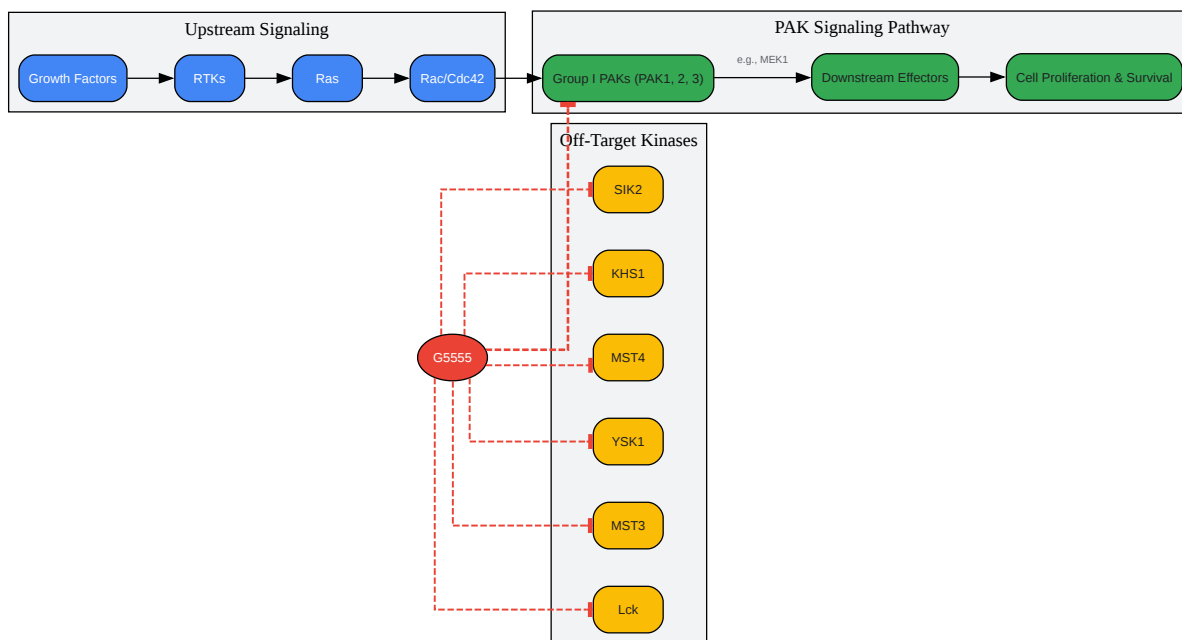 Upstream Signaling
PAK Signaling Pathway
Growth Factors
RTKs
Ras
Rac/Cdc42
Group I PAKs (PAK1, 2, 3)
e.g., MEK1
Downstream Effectors
Cell Proliferation & Survival
Off-Target Kinases
SIK2
KHS1
G5555
MST4
YSK1
MST3
Lck